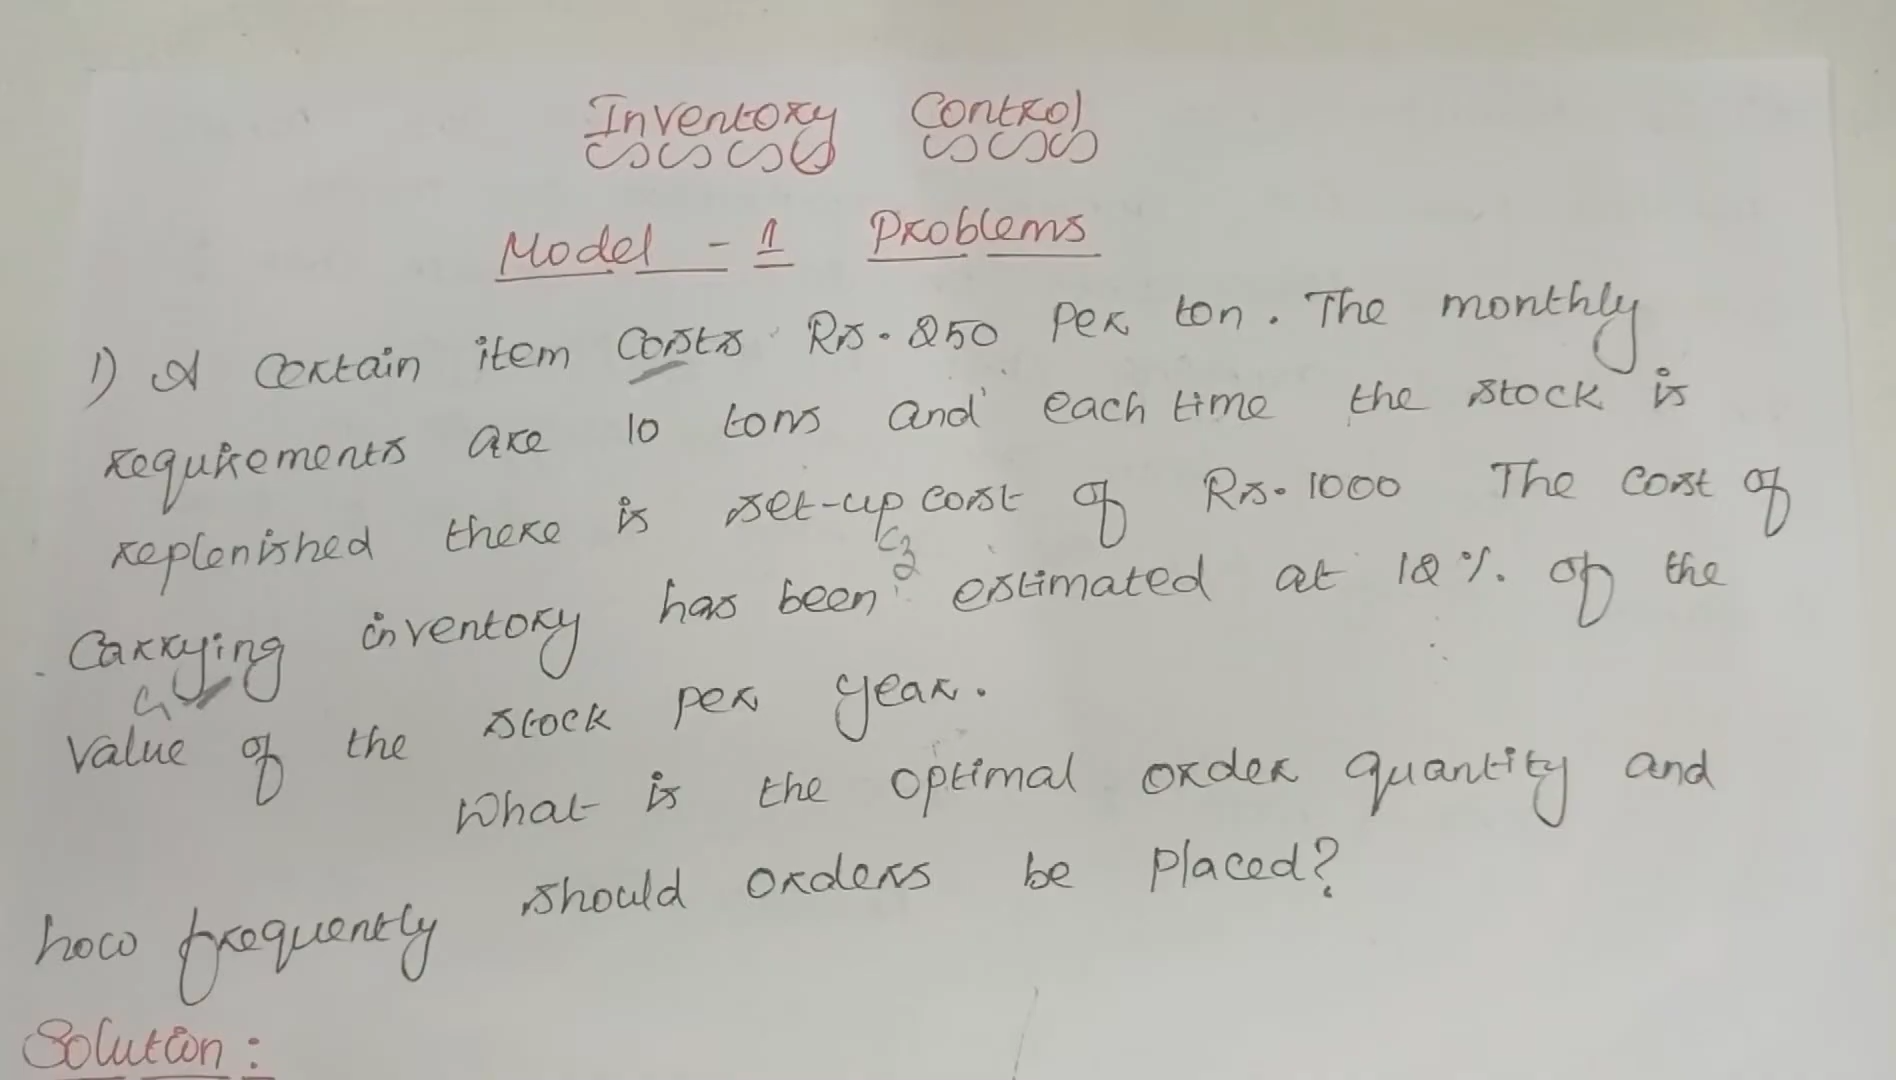 Inventory Control
Model - 1 Problems
1) A Certain item Costs Rs. 250 Per ton. The monthly
requirements are 10 tons and each time the stock is
replenished there is set-up cost of Rs. 1000 The cost of
C3
Carrying inventory has been estimated at 12 %. of the
C1
Value of the stock per year.
What is the optimal order quantity and
how frequently should orders be placed?
Solution: